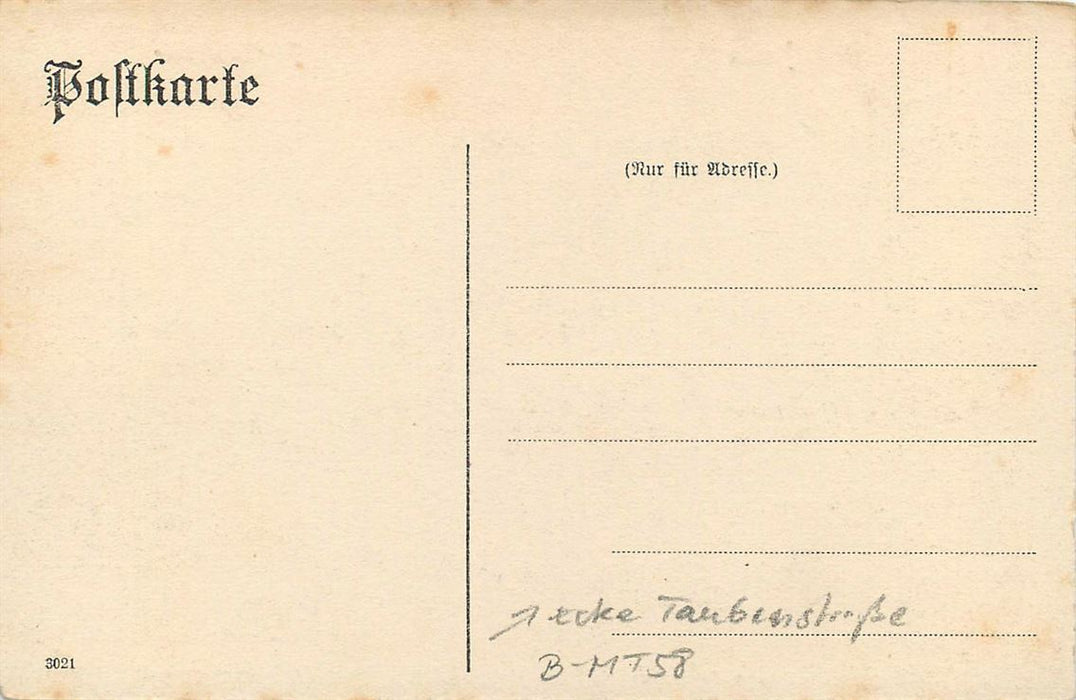 Postkarte
(Nur für Adresse.)
ecke Taubenstraße
B-MT58
3021